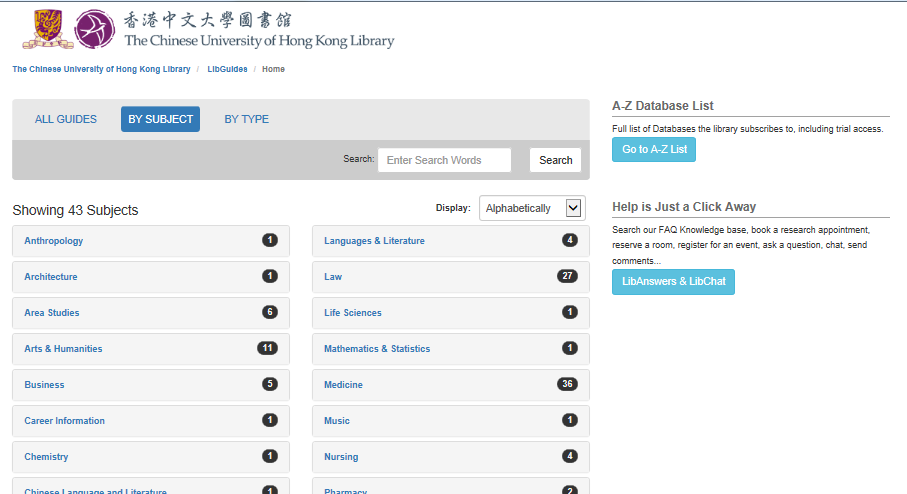 香港中文大學圖書館
The Chinese University of Hong Kong Library
The Chinese University of Hong Kong Library / LibGuides / Home
ALL GUIDES BY SUBJECT BY TYPE
Search: Enter Search Words Search
Showing 43 Subjects
Display: Alphabetically
Anthropology 1
Architecture 1
Area Studies 6
Arts & Humanities 11
Business 5
Career Information 1
Chemistry 1
Chinese Language and Literature 1
Languages & Literature 4
Law 27
Life Sciences 1
Mathematics & Statistics 1
Medicine 36
Music 1
Nursing 4
Pharmacy 2
A-Z Database List
Full list of Databases the library subscribes to, including trial access.
Go to A-Z List
Help is Just a Click Away
Search our FAQ Knowledge base, book a research appointment,
reserve a room, register for an event, ask a question, chat, send
comments...
LibAnswers & LibChat